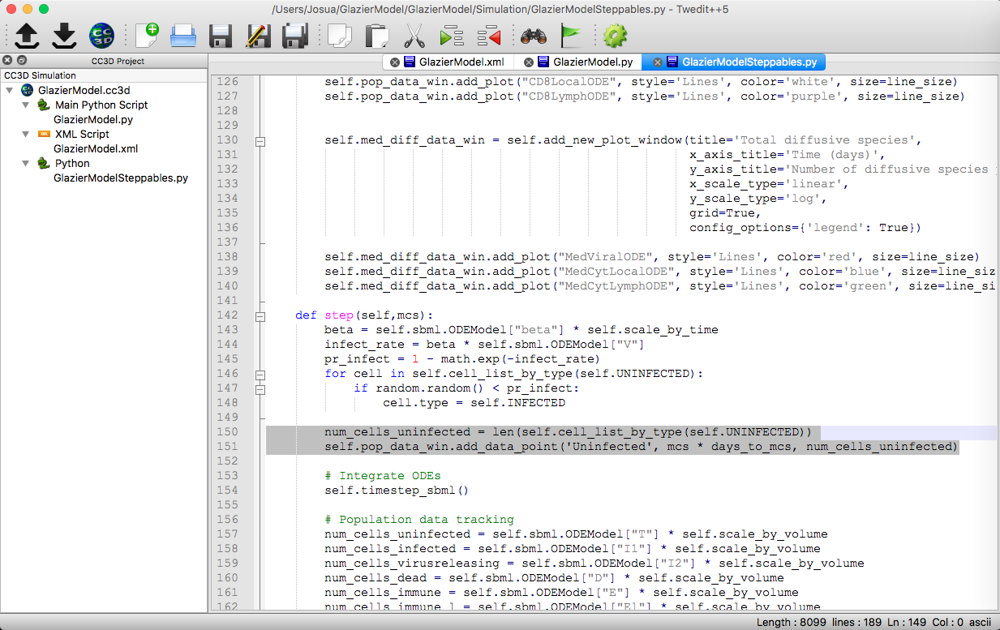 /Users/Josua/GlazierModel/GlazierModel/Simulation/GlazierModelSteppables.py - Twedit++5
CC3D
CC3D Project
GlazierModel.xml
GlazierModel.py
GlazierModelSteppables.py
CC3D Simulation
GlazierModel.cc3d
Main Python Script
GlazierModel.py
XML Script
GlazierModel.xml
Python
GlazierModelSteppables.py
126 self.pop_data_win.add_plot("CD8LocalODE", style='Lines', color='white', size=line_size)
127 self.pop_data_win.add_plot("CD8LymphODE", style='Lines', color='purple', size=line_size)
128
129
130 self.med_diff_data_win = self.add_new_plot_window(title='Total diffusive species',
131 x_axis_title='Time (days)',
132 y_axis_title='Number of diffusive species
133 x_scale_type='linear',
134 y_scale_type='log',
135 grid=True,
136 config_options={'legend': True})
137
138 self.med_diff_data_win.add_plot("MedViralODE", style='Lines', color='red', size=line_size)
139 self.med_diff_data_win.add_plot("MedCytLocalODE", style='Lines', color='blue', size=line_siz
140 self.med_diff_data_win.add_plot("MedCytLymphODE", style='Lines', color='green', size=line_si
141
142 def step(self,mcs):
143 beta = self.sbml.ODEModel["beta"] * self.scale_by_time
144 infect_rate = beta * self.sbml.ODEModel["V"]
145 pr_infect = 1 - math.exp(-infect_rate)
146 for cell in self.cell_list_by_type(self.UNINFECTED):
147 if random.random() < pr_infect:
148 cell.type = self.INFECTED
149
150 num_cells_uninfected = len(self.cell_list_by_type(self.UNINFECTED))
151 self.pop_data_win.add_data_point('Uninfected', mcs * days_to_mcs, num_cells_uninfected)
152
153 # Integrate ODEs
154 self.timestep_sbml()
155
156 # Population data tracking
157 num_cells_uninfected = self.sbml.ODEModel["T"] * self.scale_by_volume
158 num_cells_infected = self.sbml.ODEModel["I1"] * self.scale_by_volume
159 num_cells_virusreleasing = self.sbml.ODEModel["I2"] * self.scale_by_volume
160 num_cells_dead = self.sbml.ODEModel["D"] * self.scale_by_volume
161 num_cells_immune = self.sbml.ODEModel["E"] * self.scale_by_volume
162 num_cells_immune_l = self.sbml.ODEModel["El"] * self.scale_by_volume
Length : 8099 lines : 189 Ln : 149 Col : 0 ascii